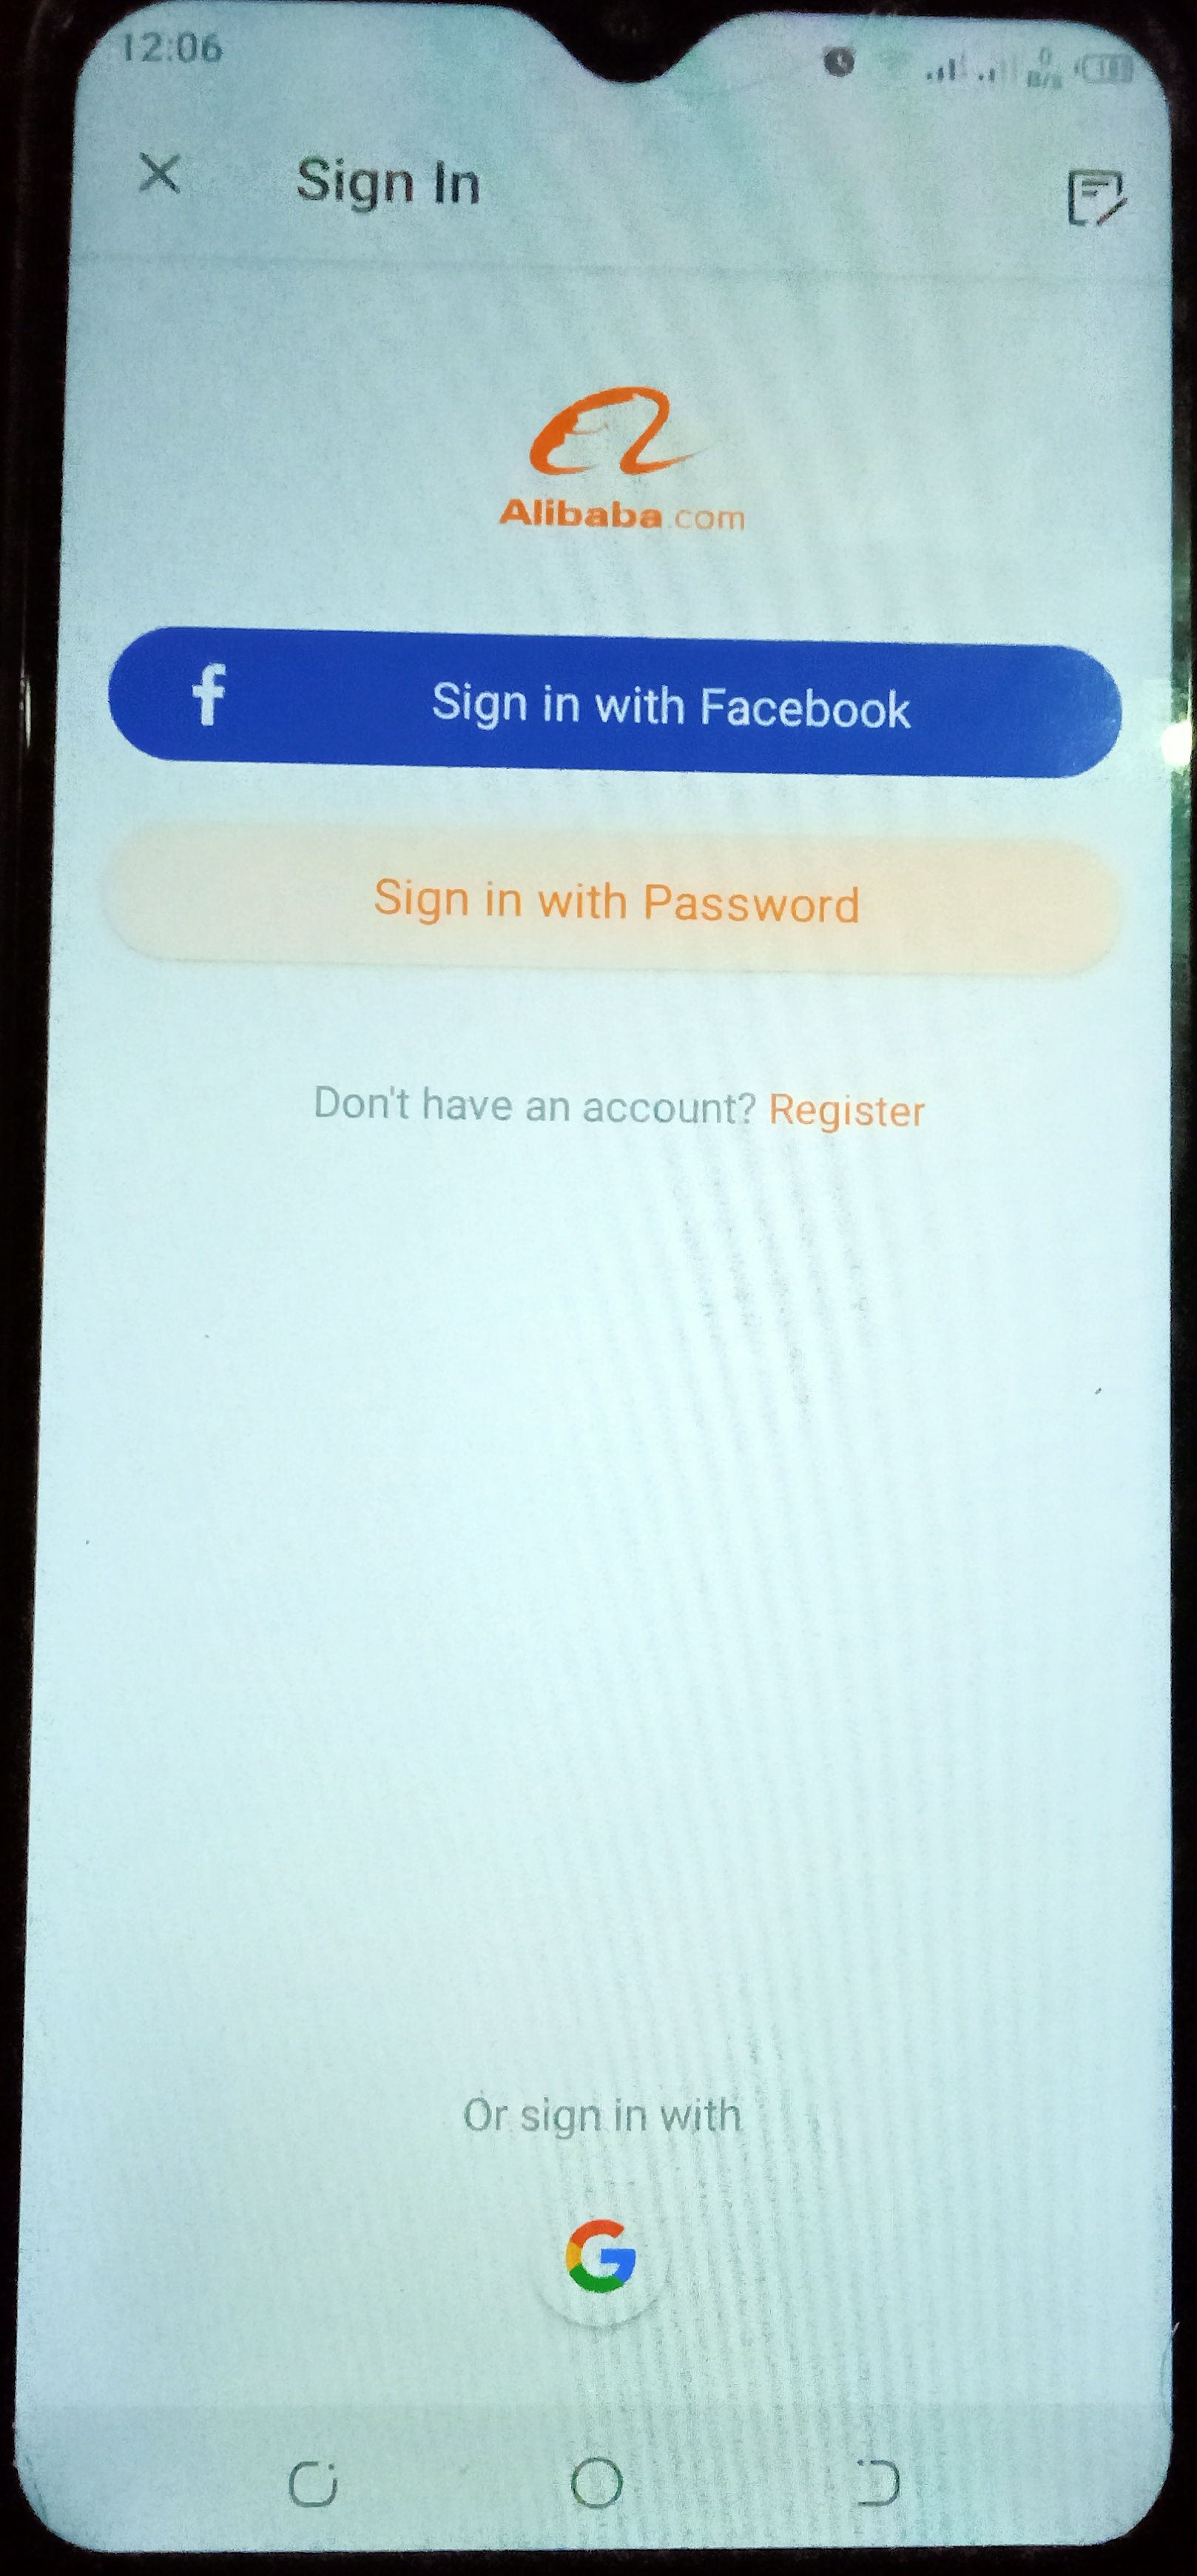 12:06
0
B/s
Sign In
Alibaba.com
f
Sign in with Facebook
Sign in with Password
Don't have an account? Register
Or sign in with
G